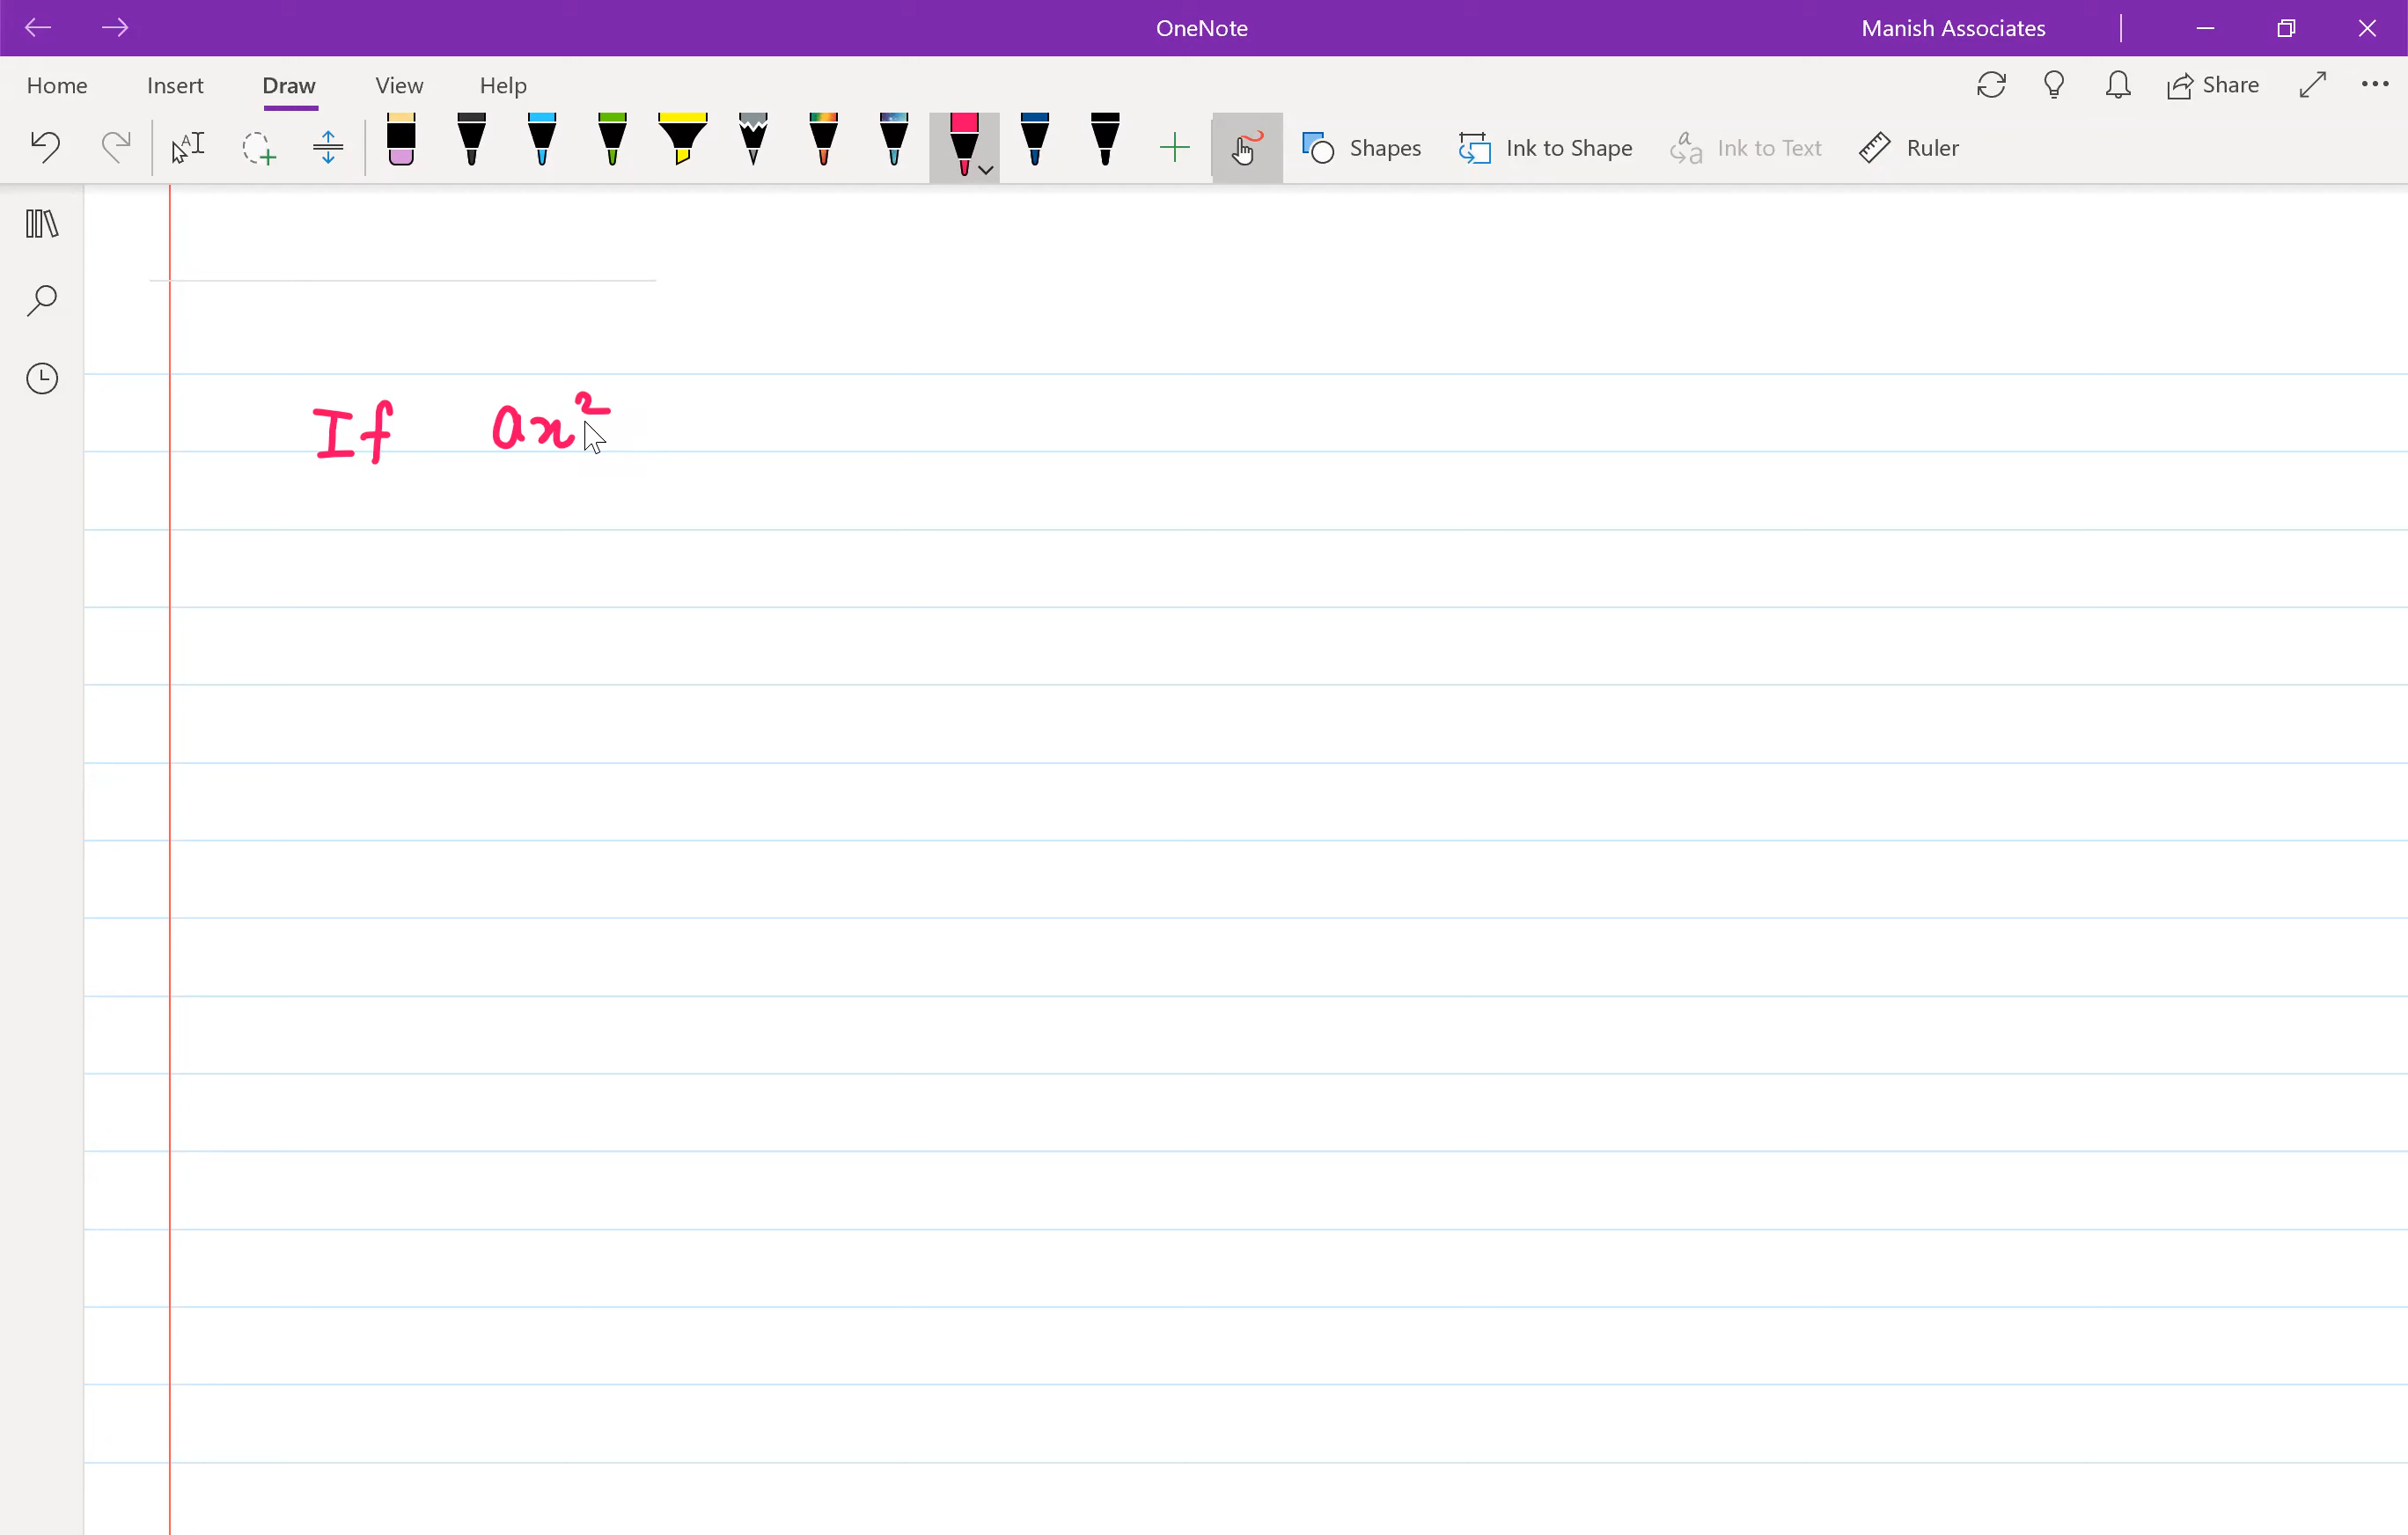 OneNote Manish Associates
Home Insert Draw View Help Share
Shapes Ink to Shape Ink to Text Ruler
If ax²